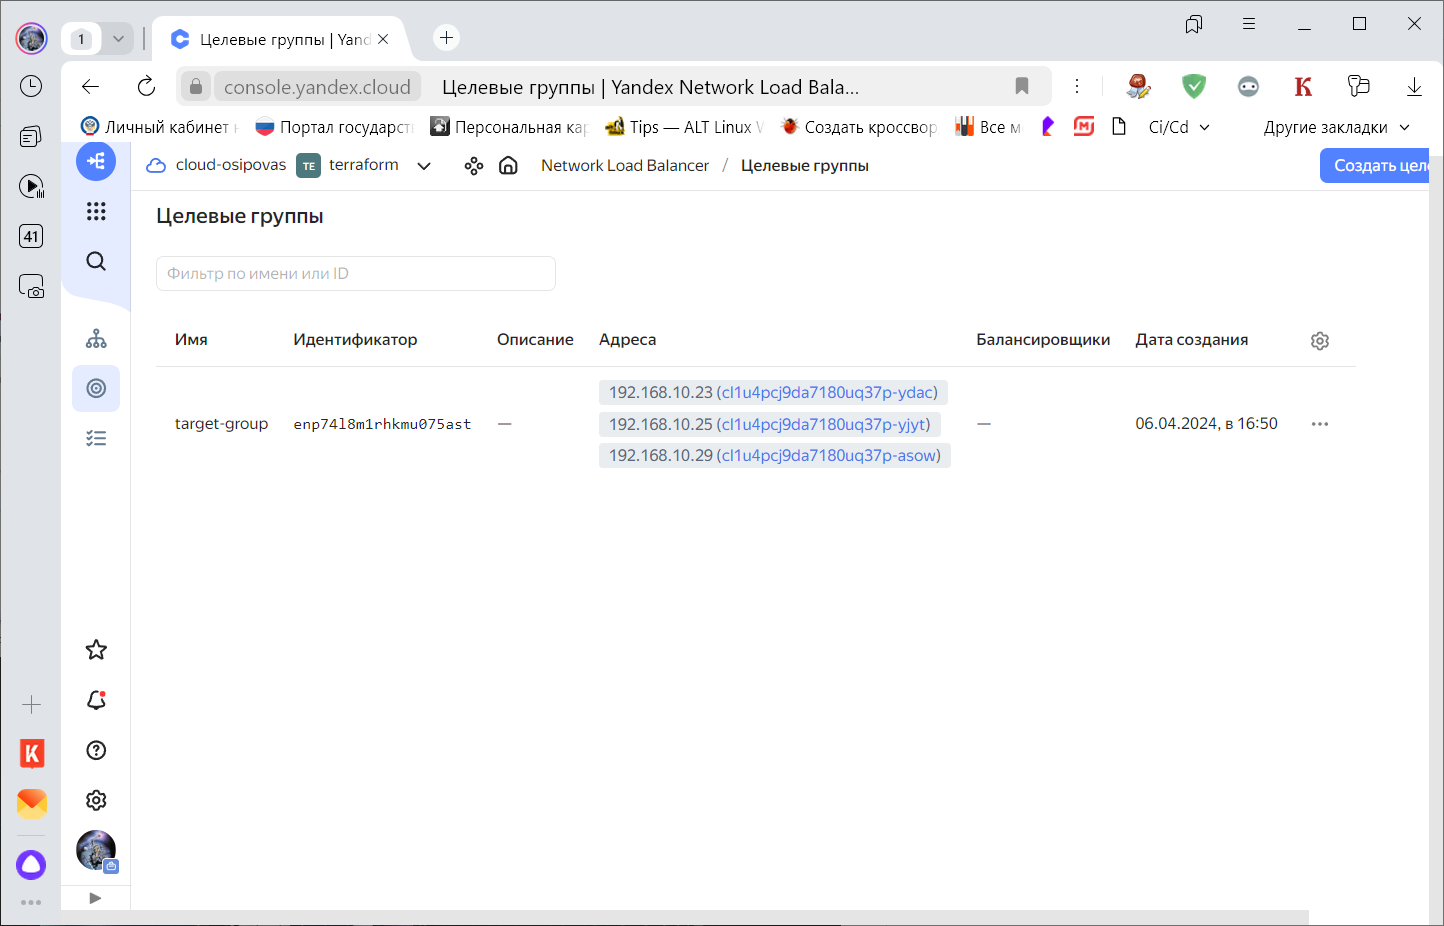 1
Целевые группы | Yand
console.yandex.cloud
Целевые группы | Yandex Network Load Bala...
K
Личный кабинет
Портал государст
Персональная ка
Tips — ALT Linux
Создать кроссвор
Все м
Ci/Cd
Другие закладки
41
cloud-osipovas
TE
terraform
Network Load Balancer / Целевые группы
Создать цел
Целевые группы
Фильтр по имени или ID
Имя Идентификатор Описание Адреса Балансировщики Дата создания
target-group enp74l8m1rhkmu075ast —
192.168.10.23 (cl1u4pcj9da7180uq37p-ydac)
192.168.10.25 (cl1u4pcj9da7180uq37p-yjyt)
192.168.10.29 (cl1u4pcj9da7180uq37p-asow)
— 06.04.2024, в 16:50
K